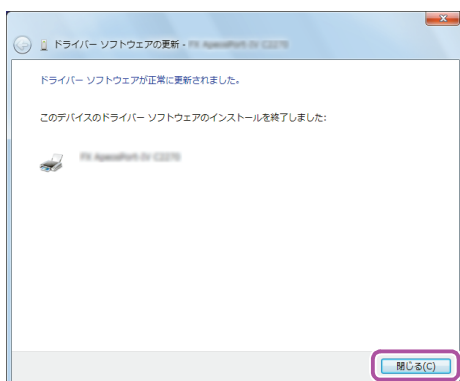 ドライバー ソフトウェアの更新 -
ドライバー ソフトウェアが正常に更新されました。
このデバイスのドライバー ソフトウェアのインストールを終了しました:
閉じる(C)